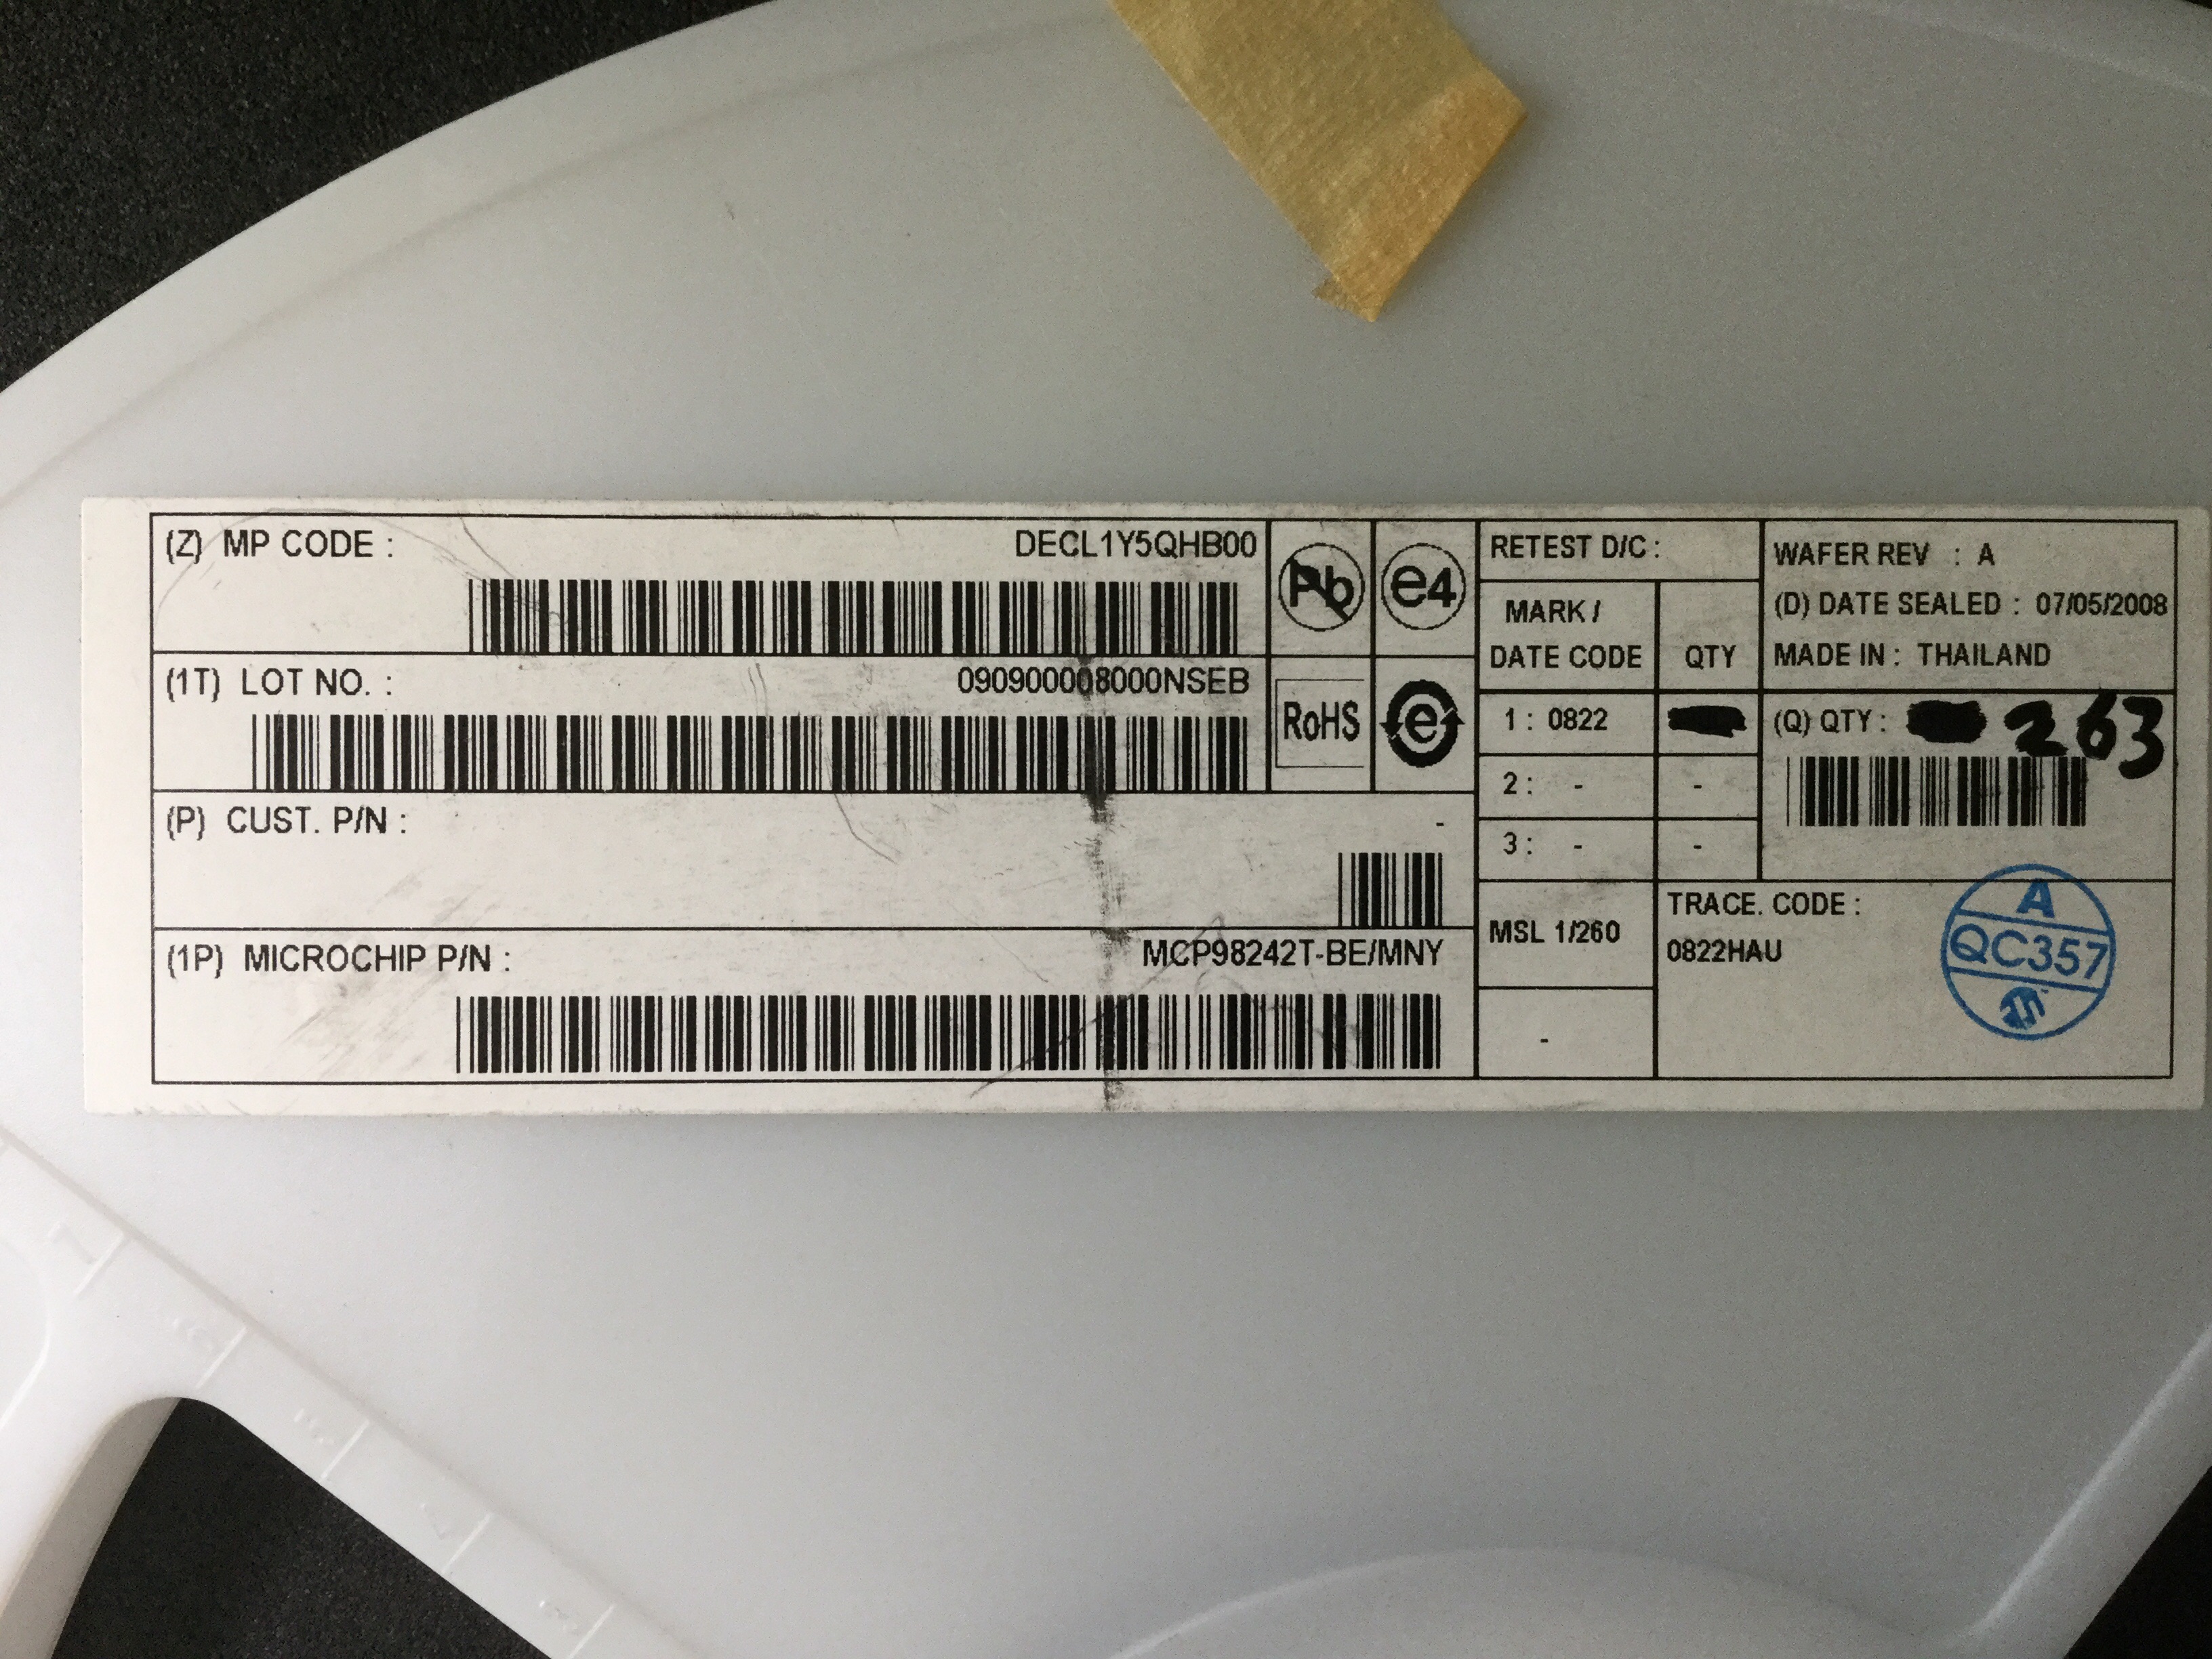 (Z) MP CODE : DECL1Y5QHB00
(1T) LOT NO. : 090900008000NSEB
(P) CUST. P/N : -
(1P) MICROCHIP P/N : MCP98242T-BE/MNY
Pb
e4
RoHS
e
RETEST D/C :
MARK /
DATE CODE QTY
1 : 0822
2 : - -
3 : - -
MSL 1/260
-
WAFER REV : A
(D) DATE SEALED : 07/05/2008
MADE IN : THAILAND
(Q) QTY : 263
TRACE. CODE :
0822HAU
A
QC357
7
5